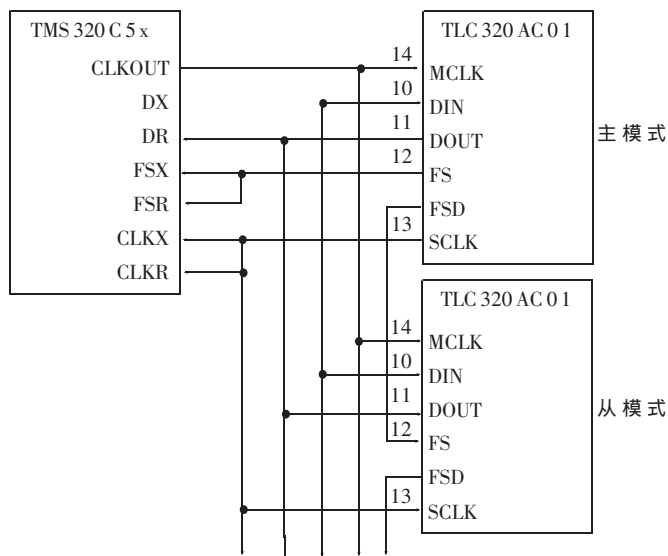 TMS 320 C 5 x
CLKOUT
DX
DR
FSX
FSR
CLKX
CLKR
TLC 320 AC 0 1
14 MCLK
10 DIN
11 DOUT
12 FS
FSD
13 SCLK
主模式
TLC 320 AC 0 1
14 MCLK
10 DIN
11 DOUT
12 FS
FSD
13 SCLK
从模式